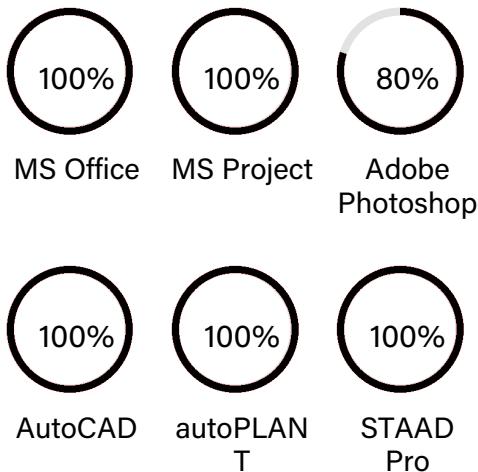 100% 100% 80%
MS Office MS Project Adobe
Photoshop
100% 100% 100%
AutoCAD autoPLAN STAAD
T Pro